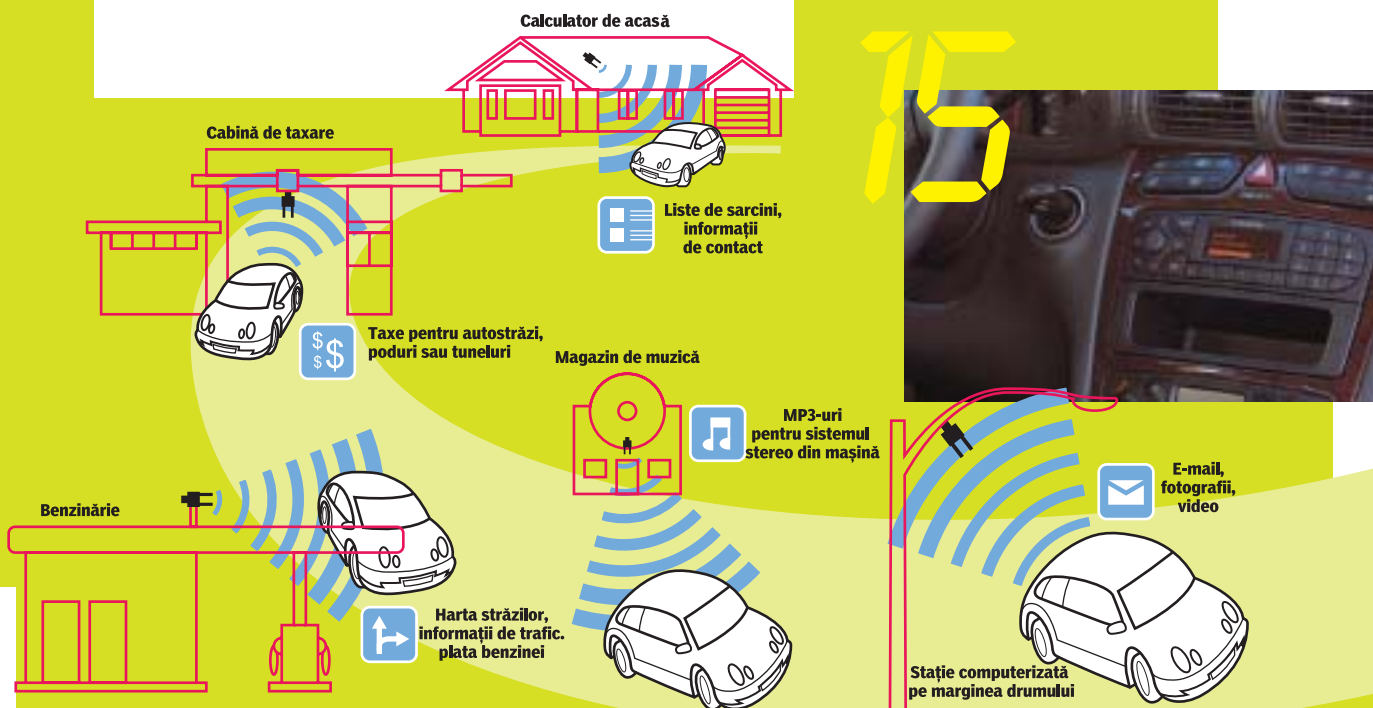 Calculator de acasă
15
Cabină de taxare
Liste de sarcini,
informații
de contact
$
$ $
Taxe pentru autostrăzi,
poduri sau tuneluri
Magazin de muzică
MP3-uri
pentru sistemul
stereo din mașină
E-mail,
fotografii,
video
Benzinărie
Harta străzilor,
informații de trafic.
plata benzinei
Stație computerizată
pe marginea drumului